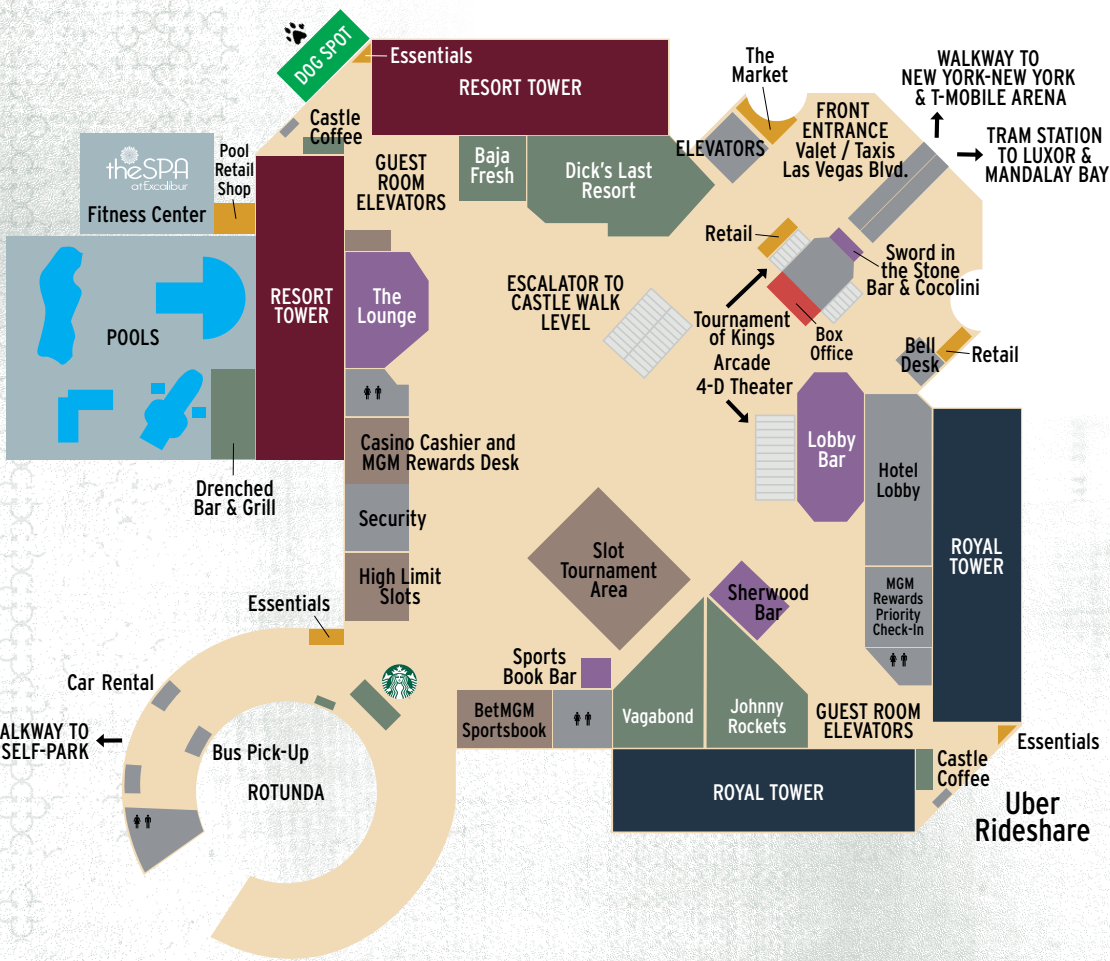 DOG SPOT
Essentials
RESORT TOWER
Castle
Coffee
The
Market
ELEVATORS
FRONT
ENTRANCE
Valet / Taxis
Las Vegas Blvd.
WALKWAY TO
NEW YORK-NEW YORK
& T-MOBILE ARENA
TRAM STATION
TO LUXOR &
MANDALAY BAY
theSPA
at Excalibur
Fitness Center
Pool
Retail
Shop
GUEST
ROOM
ELEVATORS
Baja
Fresh
Dick's Last
Resort
Retail
Sword in
the Stone
Bar & Cocolini
POOLS
RESORT
TOWER
The
Lounge
ESCALATOR TO
CASTLE WALK
LEVEL
Tournament
of Kings
Arcade
4-D Theater
Box
Office
Bell
Desk
Retail
Drenched
Bar & Grill
Casino Cashier and
MGM Rewards Desk
Security
High Limit
Slots
Lobby
Bar
Hotel
Lobby
ROYAL
TOWER
MGM
Rewards
Priority
Check-In
Slot
Tournament
Area
Sherwood
Bar
Essentials
Car Rental
ALKWAY TO
SELF-PARK
Bus Pick-Up
ROTUNDA
Sports
Book Bar
BetMGM
Sportsbook
Vagabond
Johnny
Rockets
GUEST ROOM
ELEVATORS
ROYAL TOWER
Castle
Coffee
Essentials
Uber
Rideshare